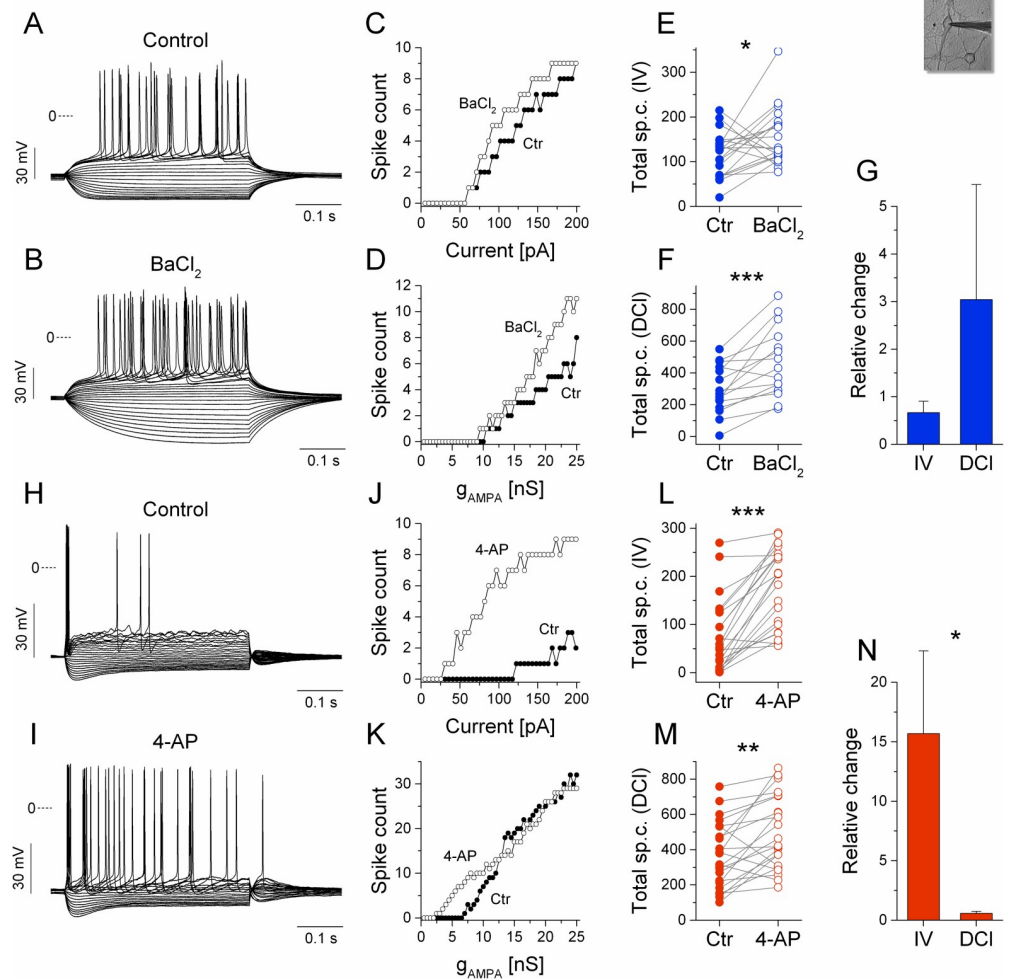 A
Control
0
30 mV
0.1 s
C
Spike count
10
8
6
4
2
0
BaCl2
Ctr
0
50
100
150
200
Current [pA]
E
*
Total sp.c. (IV)
300
200
100
0
Ctr
BaCl2
B
BaCl2
0
30 mV
0.1 s
D
Spike count
12
10
8
6
4
2
0
BaCl2
Ctr
0
5
10
15
20
25
gAMPA [nS]
F
***
Total sp.c. (DCI)
800
600
400
200
0
Ctr
BaCl2
G
Relative change
5
4
3
2
1
0
IV
DCI
H
Control
0
30 mV
0.1 s
J
Spike count
10
8
6
4
2
0
4-AP
Ctr
0
50
100
150
200
Current [pA]
L
***
Total sp.c. (IV)
300
200
100
0
Ctr
4-AP
I
4-AP
0
30 mV
0.1 s
K
Spike count
30
20
10
0
4-AP
Ctr
0
5
10
15
20
25
gAMPA [nS]
M
**
Total sp.c. (DCI)
800
600
400
200
0
Ctr
4-AP
N
*
Relative change
20
15
10
5
0
IV
DCI